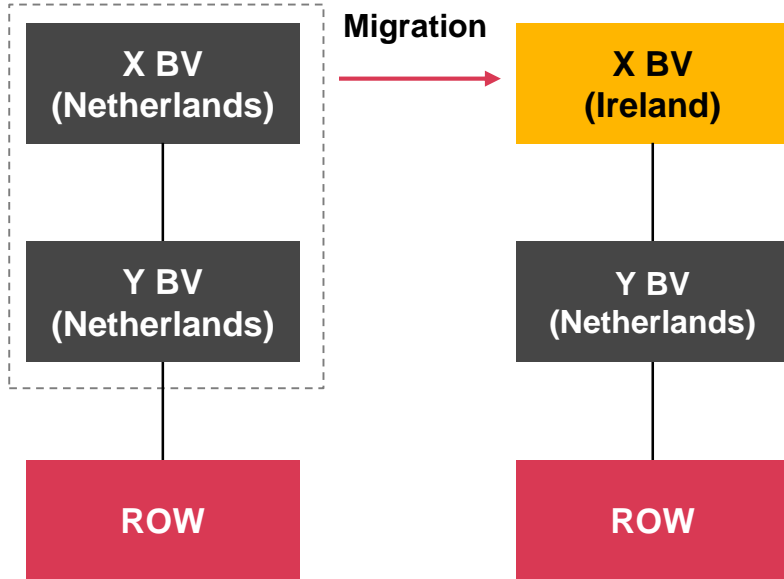 Migration
X BV
(Netherlands)
X BV
(Ireland)
Y BV
(Netherlands)
Y BV
(Netherlands)
ROW
ROW